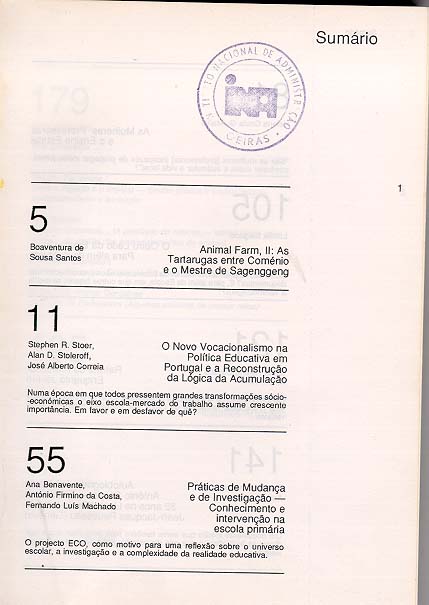 Sumário
NACIONAL DE ADMINISTR
INA
OEIRAS
1
5
Boaventura de
Sousa Santos
Animal Farm, II: As
Tartarugas entre Coménio
e o Mestre de Sagenggeng
11
Stephen R. Stoer,
Alan D. Stoleroff,
José Alberto Correia
O Novo Vocacionalismo na
Política Educativa em
Portugal e a Reconstrução
da Lógica da Acumulação
Numa época em que todos pressentem grandes transformações sócio-
-económicas o eixo escola-mercado do trabalho assume crescente
importância. Em favor e em desfavor de quê?
55
Ana Benavente,
António Firmino da Costa,
Fernando Luís Machado
Práticas de Mudança
e de Investigação —
Conhecimento e
intervenção na
escola primária
O projecto ECO, como motivo para uma reflexão sobre o universo
escolar, a investigação e a complexidade da realidade educativa.